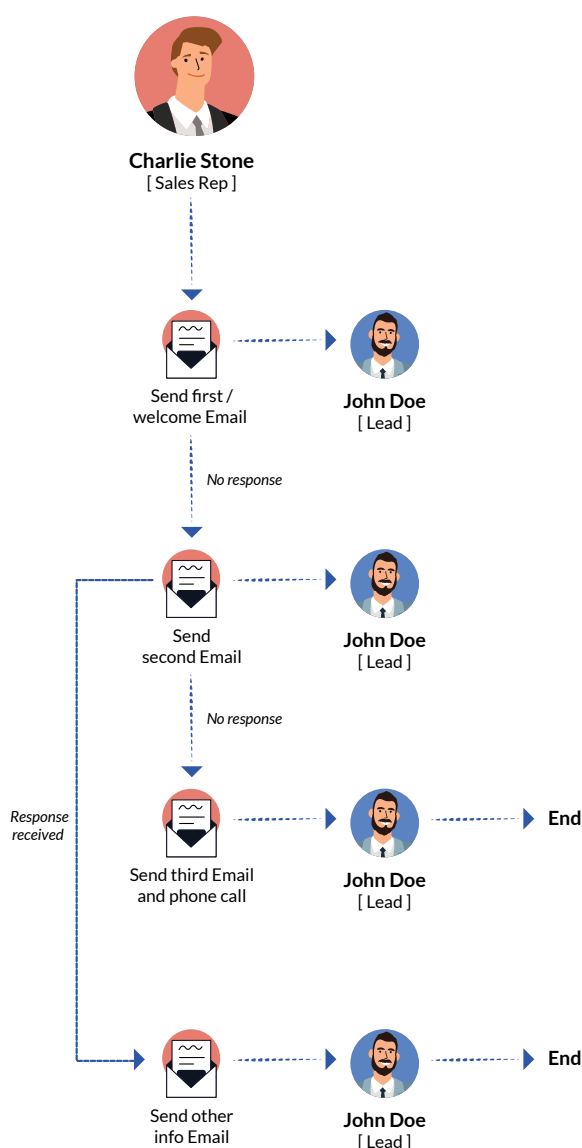 Charlie Stone
[ Sales Rep ]
Send first /
welcome Email
John Doe
[ Lead ]
No response
Send
second Email
John Doe
[ Lead ]
No response
Response
received
Send third Email
and phone call
John Doe
[ Lead ]
End
Send other
info Email
John Doe
[ Lead ]
End